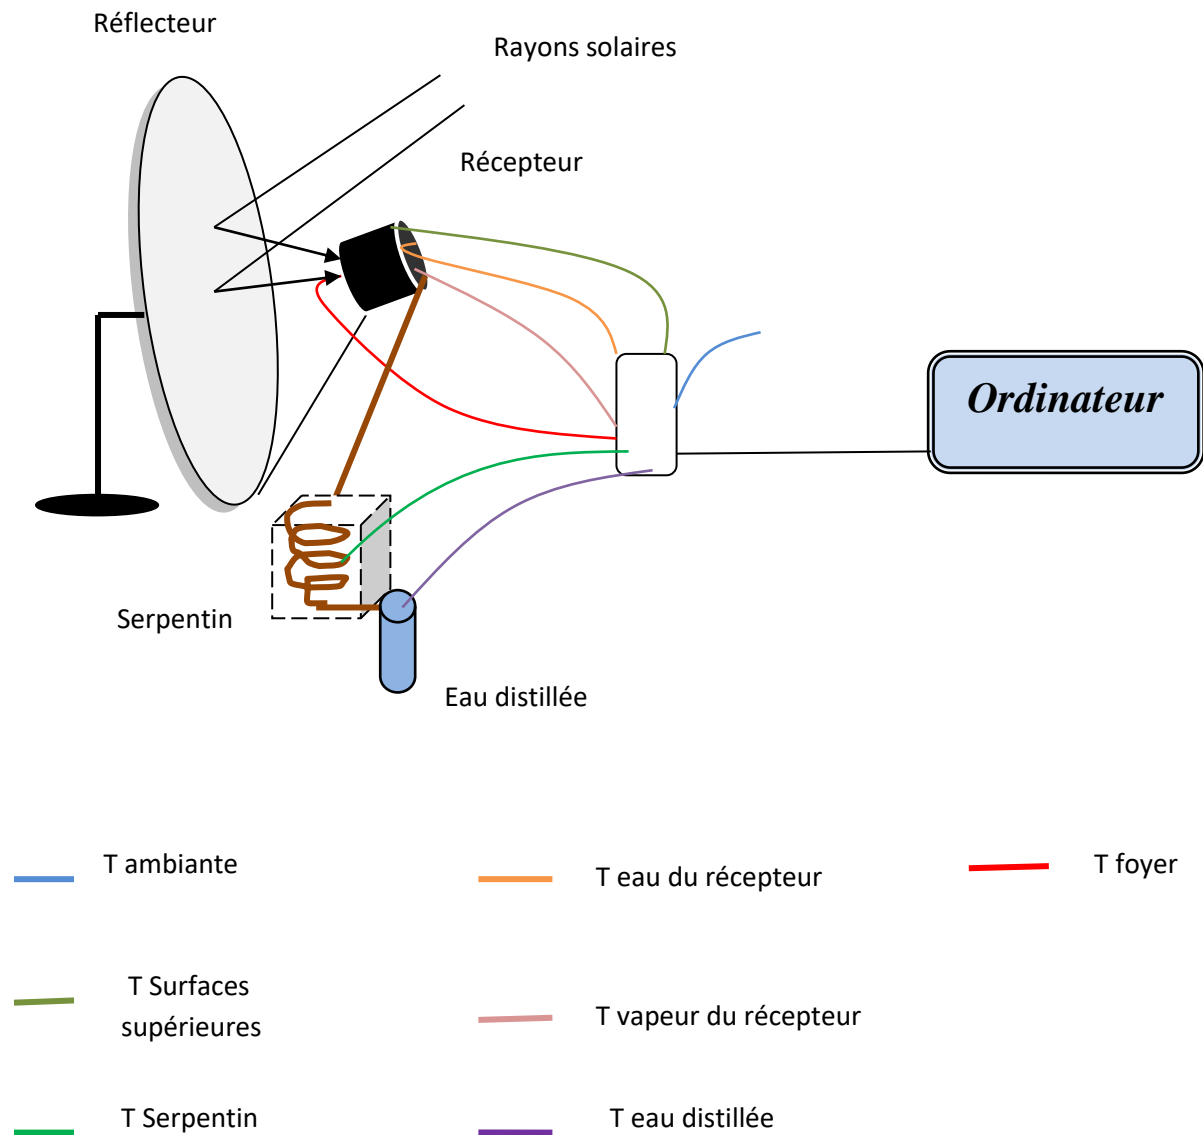 Réflecteur
Rayons solaires
Récepteur
Ordinateur
Serpentin
Eau distillée
T ambiante
T eau du récepteur
T foyer
T Surfaces
supérieures
T vapeur du récepteur
T Serpentin
T eau distillée